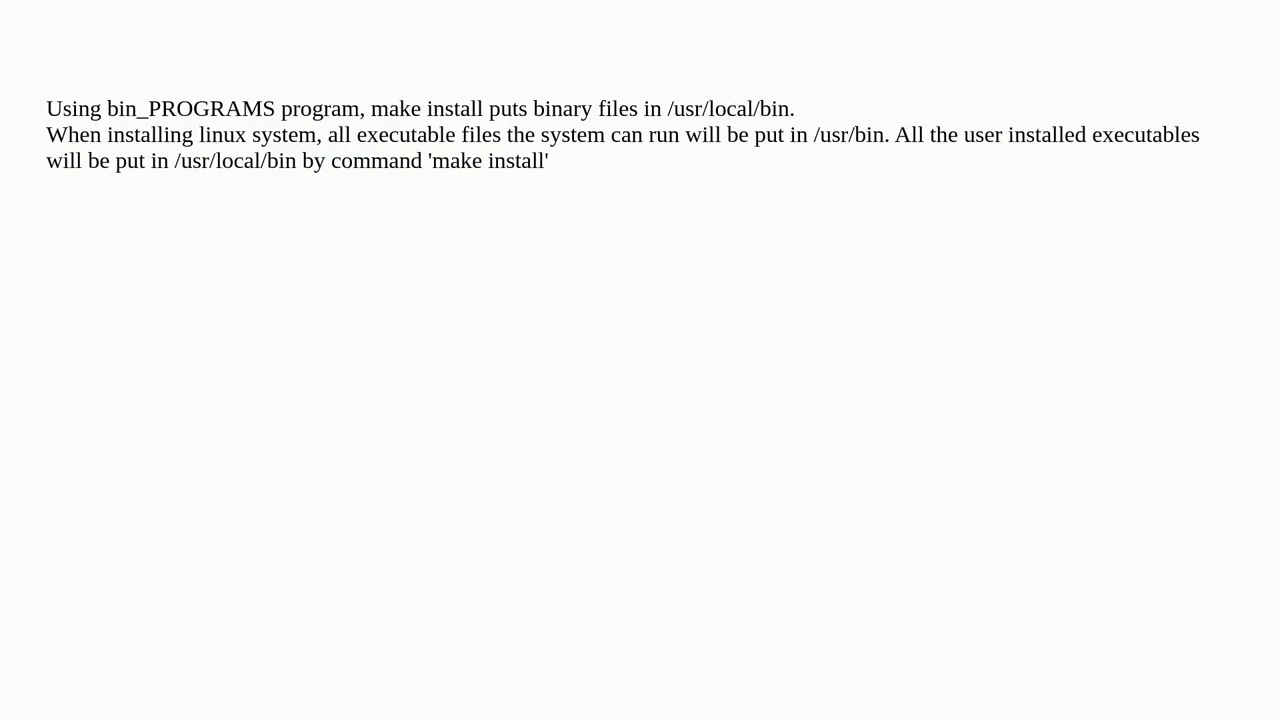 Using bin_PROGRAMS program, make install puts binary files in /usr/local/bin.
When installing linux system, all executable files the system can run will be put in /usr/bin. All the user installed executables
will be put in /usr/local/bin by command 'make install'